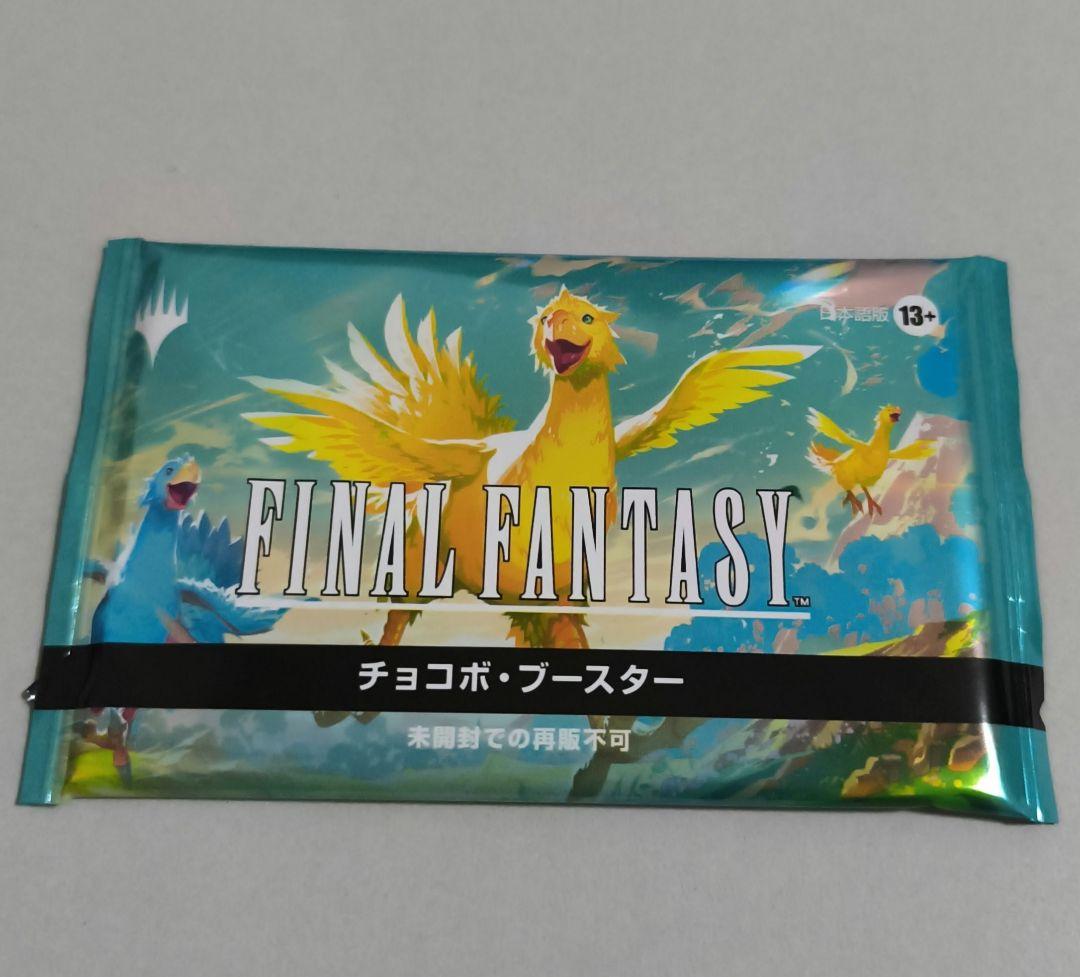 日本語版 13+
FINAL FANTASY™
チョコボ・ブースター
未開封での再販不可